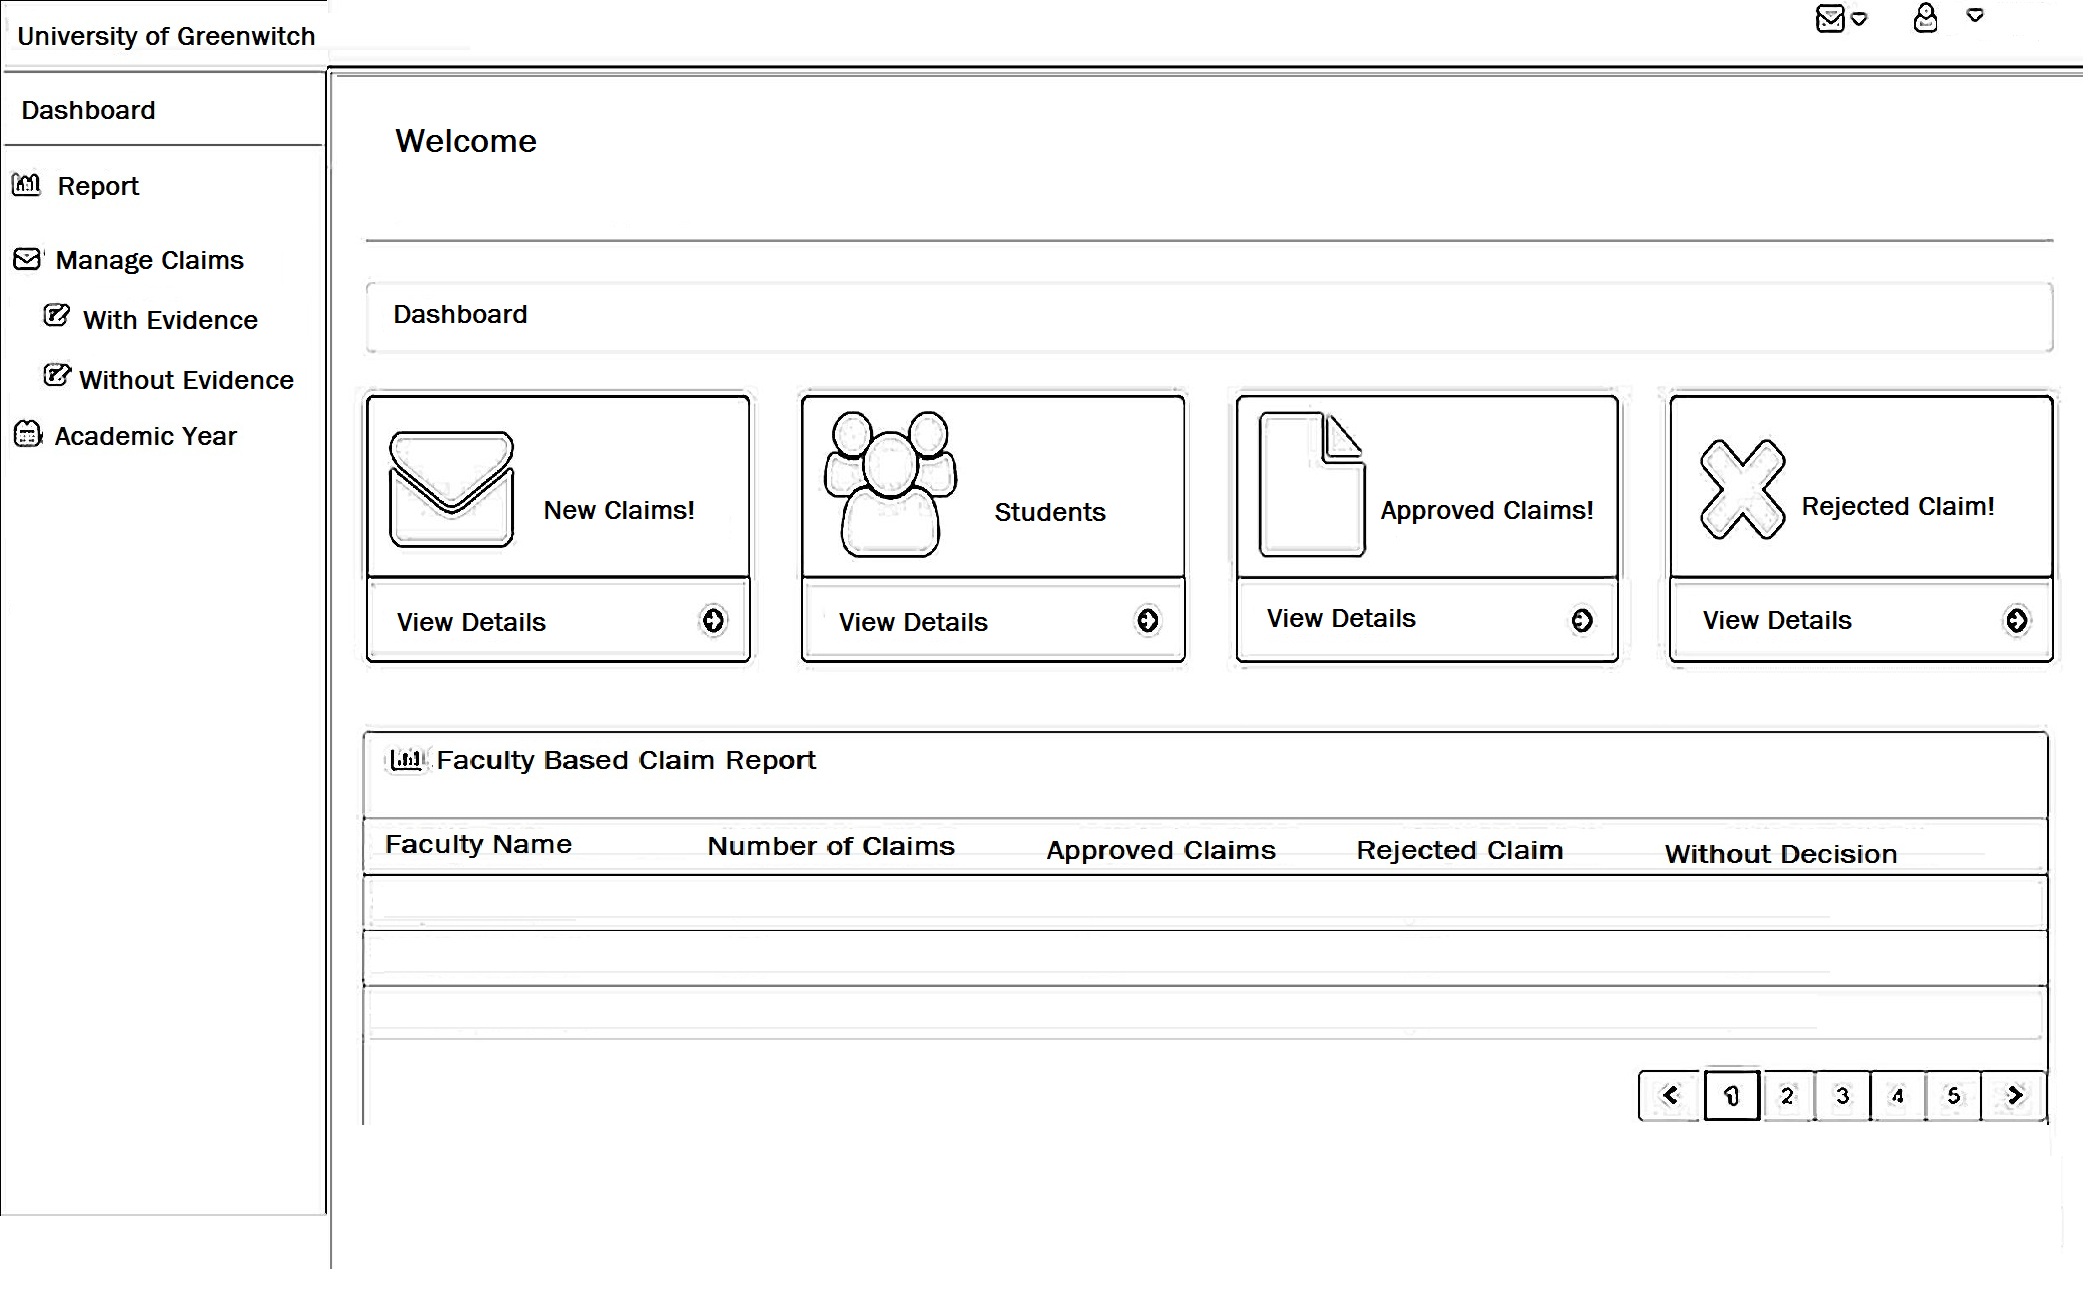 University of Greenwitch
Dashboard
Report
Manage Claims
With Evidence
Without Evidence
Academic Year
Welcome
Dashboard
New Claims!
View Details
Students
View Details
Approved Claims!
View Details
Rejected Claim!
View Details
Faculty Based Claim Report
Faculty Name Number of Claims Approved Claims Rejected Claim Without Decision
1 2 3 4 5